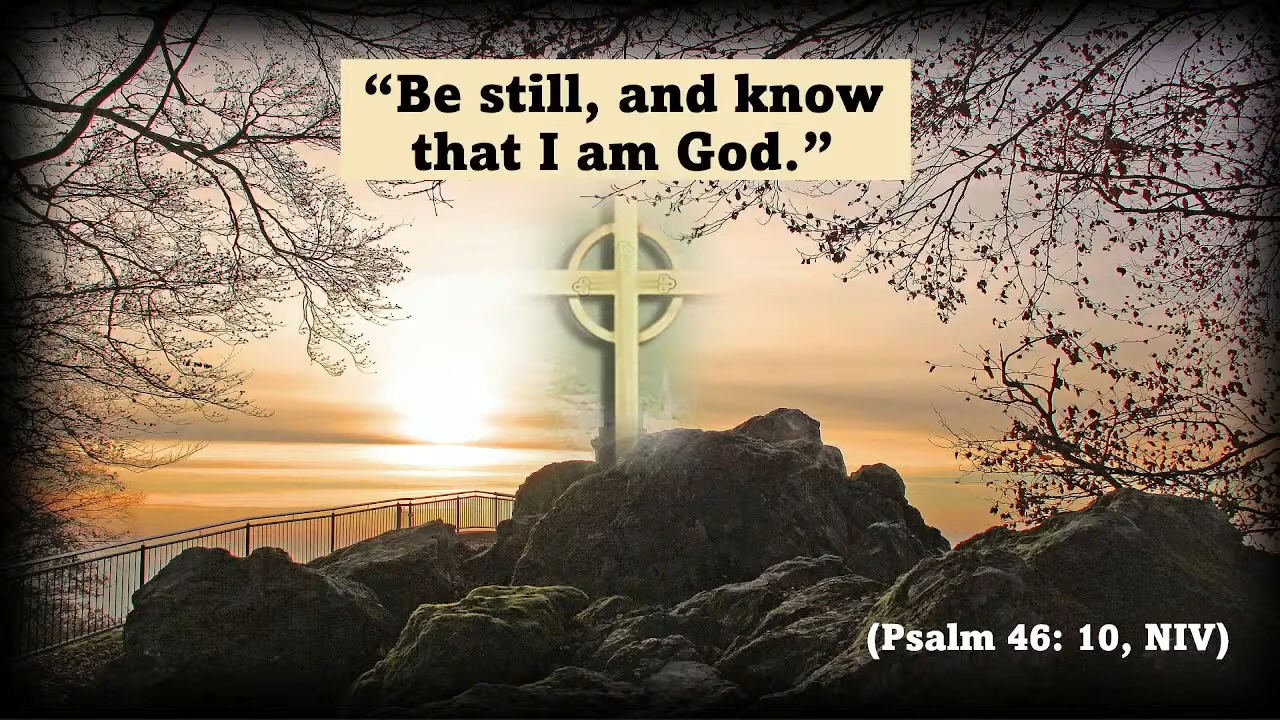 “Be still, and know
that I am God.”
(Psalm 46: 10, NIV)